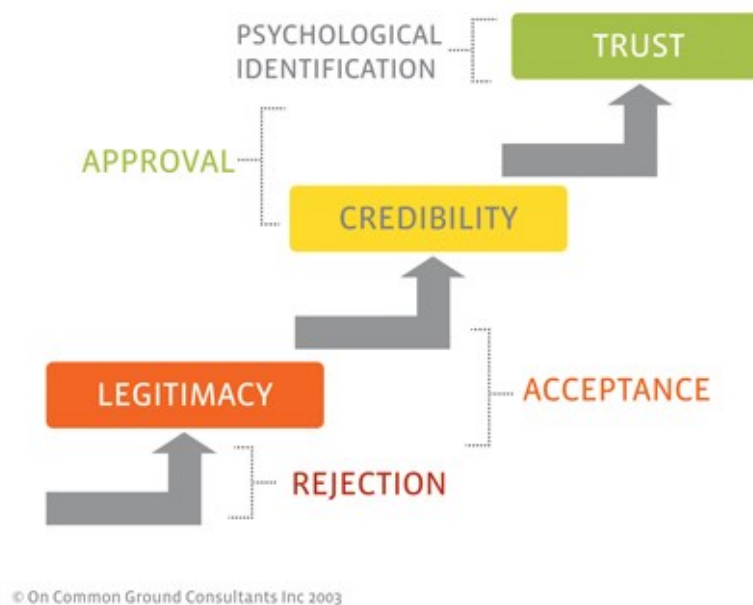 PSYCHOLOGICAL
IDENTIFICATION
TRUST
APPROVAL
CREDIBILITY
LEGITIMACY
ACCEPTANCE
REJECTION
© On Common Ground Consultants Inc 2003